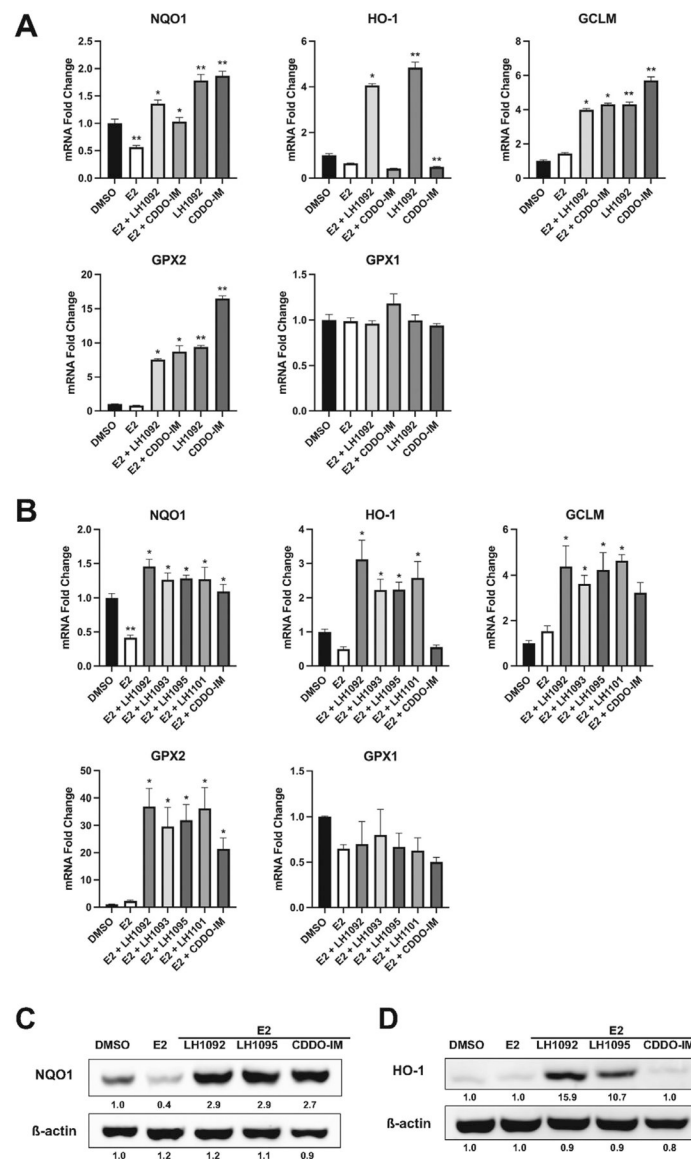 A
NQO1
mRNA Fold Change
2.5
2.0
1.5
1.0
0.5
0.0
**
*
*
**
**
DMSO
E2
E2 + LH1092
E2 + CDDO-IM
LH1092
CDDO-IM
HO-1
mRNA Fold Change
6
4
2
0
*
**
**
DMSO
E2
E2 + LH1092
E2 + CDDO-IM
LH1092
CDDO-IM
GCLM
mRNA Fold Change
8
6
4
2
0
*
*
**
**
DMSO
E2
E2 + LH1092
E2 + CDDO-IM
LH1092
CDDO-IM
GPX2
mRNA Fold Change
20
15
10
5
0
*
*
**
**
DMSO
E2
E2 + LH1092
E2 + CDDO-IM
LH1092
CDDO-IM
GPX1
mRNA Fold Change
1.5
1.0
0.5
0.0
DMSO
E2
E2 + LH1092
E2 + CDDO-IM
LH1092
CDDO-IM
B
NQO1
mRNA Fold Change
2.0
1.5
1.0
0.5
0.0
**
*
*
*
*
*
DMSO
E2
E2 + LH1092
E2 + LH1093
E2 + LH1095
E2 + LH1101
E2 + CDDO-IM
HO-1
mRNA Fold Change
4
3
2
1
0
*
*
*
*
DMSO
E2
E2 + LH1092
E2 + LH1093
E2 + LH1095
E2 + LH1101
E2 + CDDO-IM
GCLM
mRNA Fold Change
6
4
2
0
*
*
*
*
DMSO
E2
E2 + LH1092
E2 + LH1093
E2 + LH1095
E2 + LH1101
E2 + CDDO-IM
GPX2
mRNA Fold Change
50
40
30
20
10
0
*
*
*
*
*
DMSO
E2
E2 + LH1092
E2 + LH1093
E2 + LH1095
E2 + LH1101
E2 + CDDO-IM
GPX1
mRNA Fold Change
1.5
1.0
0.5
0.0
DMSO
E2
E2 + LH1092
E2 + LH1093
E2 + LH1095
E2 + LH1101
E2 + CDDO-IM
C
E2
DMSO E2 LH1092 LH1095 CDDO-IM
NQO1
1.0 0.4 2.9 2.9 2.7
ß-actin
1.0 1.2 1.2 1.1 0.9
D
E2
DMSO E2 LH1092 LH1095 CDDO-IM
HO-1
1.0 1.0 15.9 10.7 1.0
ß-actin
1.0 1.0 0.9 0.9 0.8